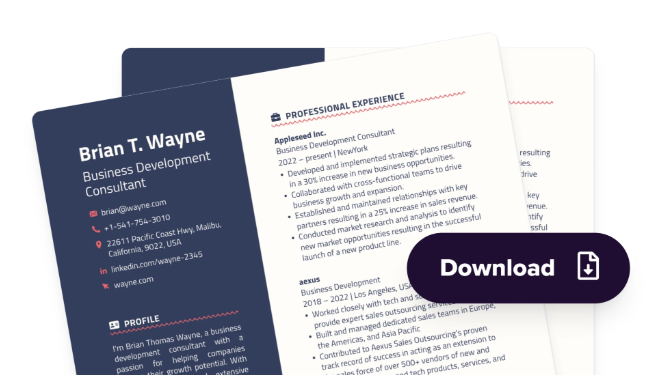 Brian T. Wayne
Business Development
Consultant
brian@wayne.com
+1-541-754-3010
22611 Pacific Coast Hwy, Malibu,
California, 9022, USA
linkedin.com/wayne-2345
wayne.com
PROFILE
I'm Brian Thomas Wayne, a business
development consultant with a
passion for helping companies
their growth potential. With
extensive
PROFESSIONAL EXPERIENCE
Appleseed Inc.
Business Development Consultant
2022 – present | NewYork
• Developed and implemented strategic plans resulting
in a 30% increase in new business opportunities.
• Collaborated with cross-functional teams to drive
business growth and expansion.
• Established and maintained relationships with key
partners resulting in a 25% increase in sales revenue.
• Conducted market research and analysis to identify
new market opportunities resulting in the successful
launch of a new product line.
aexus
Business Development
2018 – 2022 | Los Angeles, USA
• Worked closely with tech and
provide expert sales outsourcing
• Built and managed dedicated sales teams in Europe,
the Americas, and Asia Pacific
• Contributed to Aexus Sales Outsourcing's proven
track record of success in acting as an extension to
sales force of over 500+ vendors of new and
and tech products, services, and
resulting
ies.
drive
key
venue.
ntify
ssful
Download